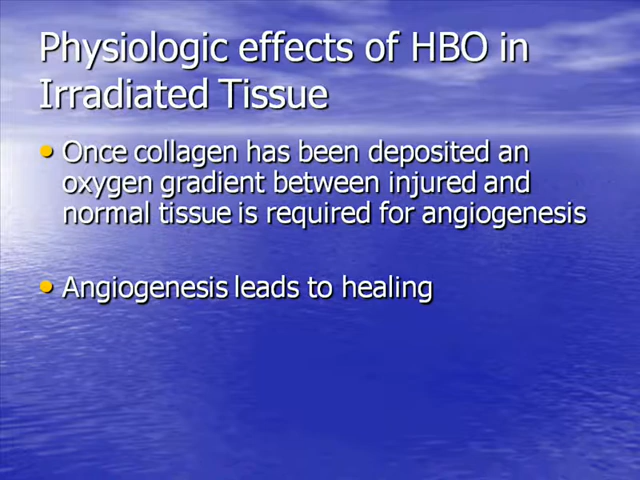 Physiologic effects of HBO in
Irradiated Tissue
• Once collagen has been deposited an
oxygen gradient between injured and
normal tissue is required for angiogenesis
• Angiogenesis leads to healing